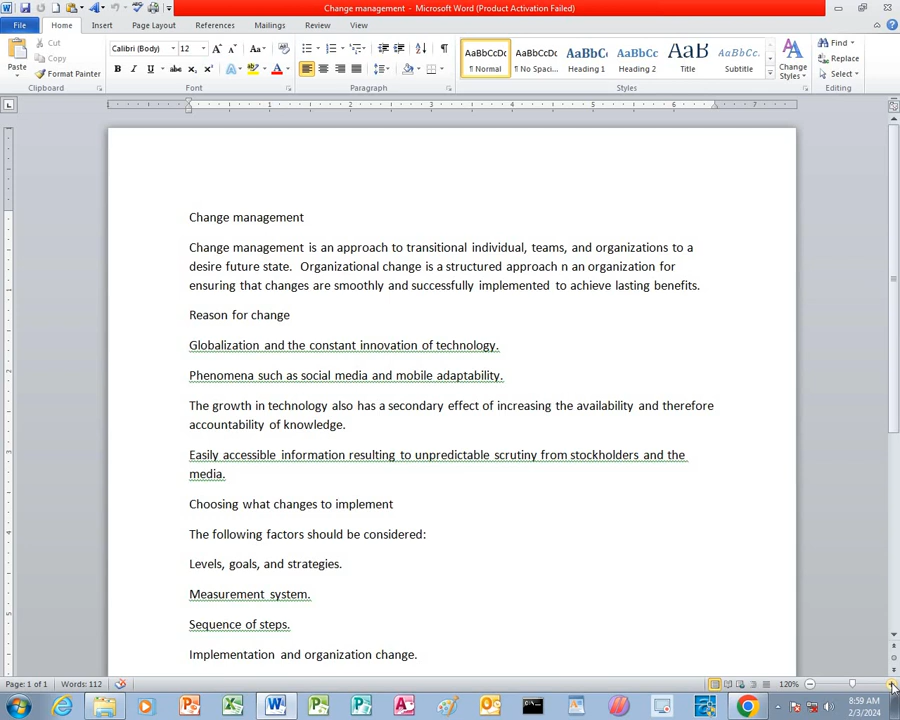 Change management - Microsoft Word (Product Activation Failed)
File Home Insert Page Layout References Mailings Review View
Paste
Cut
Copy
Format Painter
Clipboard
Calibri (Body) 12
Font
Paragraph
AaBbCcDc AaBbCcDc AaBbCc AaBbCc AaB AaBbCc.
¶ Normal ¶ No Spaci... Heading 1 Heading 2 Title Subtitle
Change Styles
Styles
Find
Replace
Select
Editing
Change management
Change management is an approach to transitional individual, teams, and organizations to a
desire future state. Organizational change is a structured approach n an organization for
ensuring that changes are smoothly and successfully implemented to achieve lasting benefits.
Reason for change
Globalization and the constant innovation of technology.
Phenomena such as social media and mobile adaptability.
The growth in technology also has a secondary effect of increasing the availability and therefore
accountability of knowledge.
Easily accessible information resulting to unpredictable scrutiny from stockholders and the
media.
Choosing what changes to implement
The following factors should be considered:
Levels, goals, and strategies.
Measurement system.
Sequence of steps.
Implementation and organization change.
Page: 1 of 1 Words: 112 120%
8:59 AM
2/3/2024